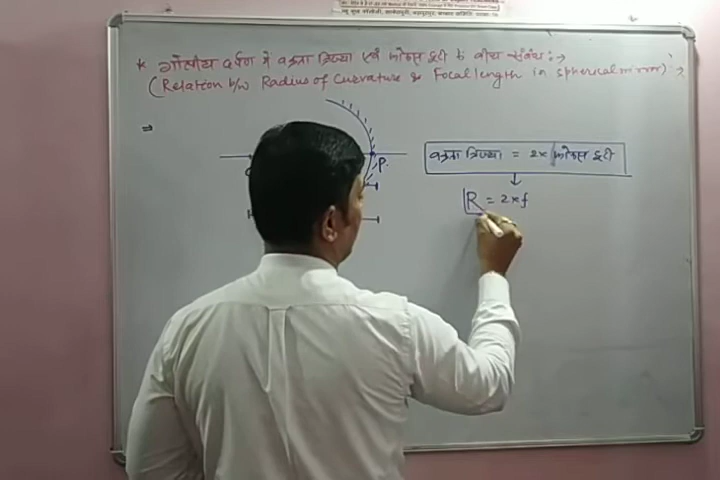 * गोलीय दर्पण में वक्रता त्रिज्या एवं फोकस दूरी के बीच संबंध :→
(Relation b/w Radius of Curvature & Focal length in spherical mirror) →
⇒
P
वक्रता त्रिज्या = 2× फोकस दूरी
↓
R = 2×f